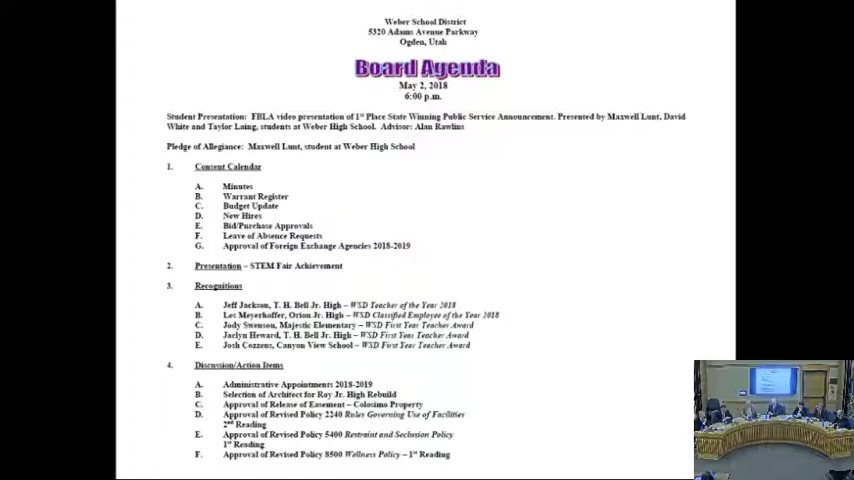 Weber School District
5320 Adams Avenue Parkway
Ogden, Utah
Board Agenda
May 2, 2018
6:00 p.m.
Student Presentation: FBLA video presentation of 1st Place State Winning Public Service Announcement. Presented by Maxwell Lunt, David
White and Taylor Laing, students at Weber High School. Advisor: Alan Rawlins
Pledge of Allegiance: Maxwell Lunt, student at Weber High School
1. Consent Calendar
A. Minutes
B. Warrant Register
C. Budget Update
D. New Hires
E. Bid/Purchase Approvals
F. Leave of Absence Requests
G. Approval of Foreign Exchange Agencies 2018-2019
2. Presentation – STEM Fair Achievement
3. Recognitions
A. Jeff Jackson, T. H. Bell Jr. High – WSD Teacher of the Year 2018
B. Les Meyerhoffer, Orion Jr. High – WSD Classified Employee of the Year 2018
C. Jody Swenson, Majestic Elementary – WSD First Year Teacher Award
D. Jaclyn Heward, T. H. Bell Jr. High – WSD First Year Teacher Award
E. Josh Cozzens, Canyon View School – WSD First Year Teacher Award
4. Discussion/Action Items
A. Administrative Appointments 2018-2019
B. Selection of Architect for Roy Jr. High Rebuild
C. Approval of Release of Easement – Colosimo Property
D. Approval of Revised Policy 2240 Rules Governing Use of Facilities
2nd Reading
E. Approval of Revised Policy 5400 Restraint and Seclusion Policy
1st Reading
F. Approval of Revised Policy 8500 Wellness Policy – 1st Reading